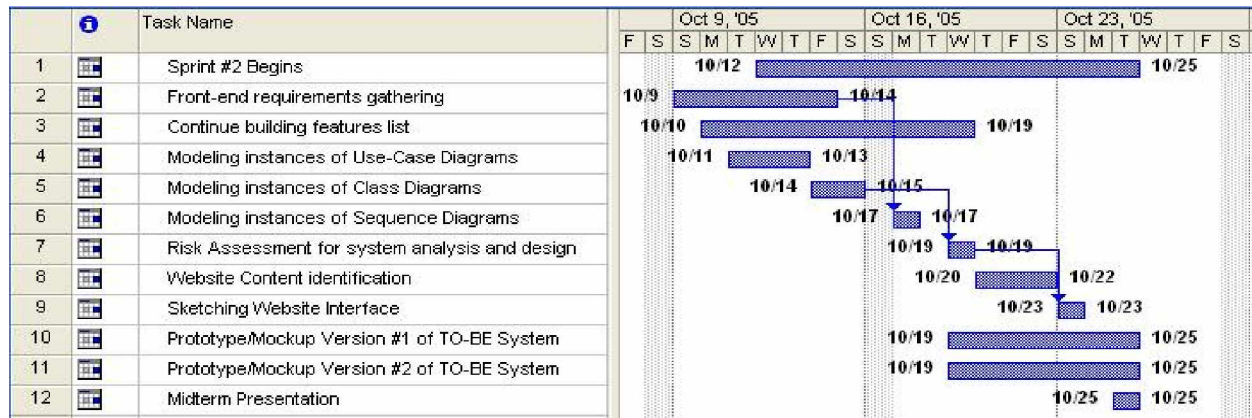 Task Name Oct 9, '05 Oct 16, '05 Oct 23, '05
F S S M T W T F S S M T W T F S S M T W T F S
1 Sprint #2 Begins 10/12 10/25
2 Front-end requirements gathering 10/9 10/14
3 Continue building features list 10/10 10/19
4 Modeling instances of Use-Case Diagrams 10/11 10/13
5 Modeling instances of Class Diagrams 10/14 10/15
6 Modeling instances of Sequence Diagrams 10/17 10/17
7 Risk Assessment for system analysis and design 10/19 10/19
8 Website Content identification 10/20 10/22
9 Sketching Website Interface 10/23 10/23
10 Prototype/Mockup Version #1 of TO-BE System 10/19 10/25
11 Prototype/Mockup Version #2 of TO-BE System 10/19 10/25
12 Midterm Presentation 10/25 10/25